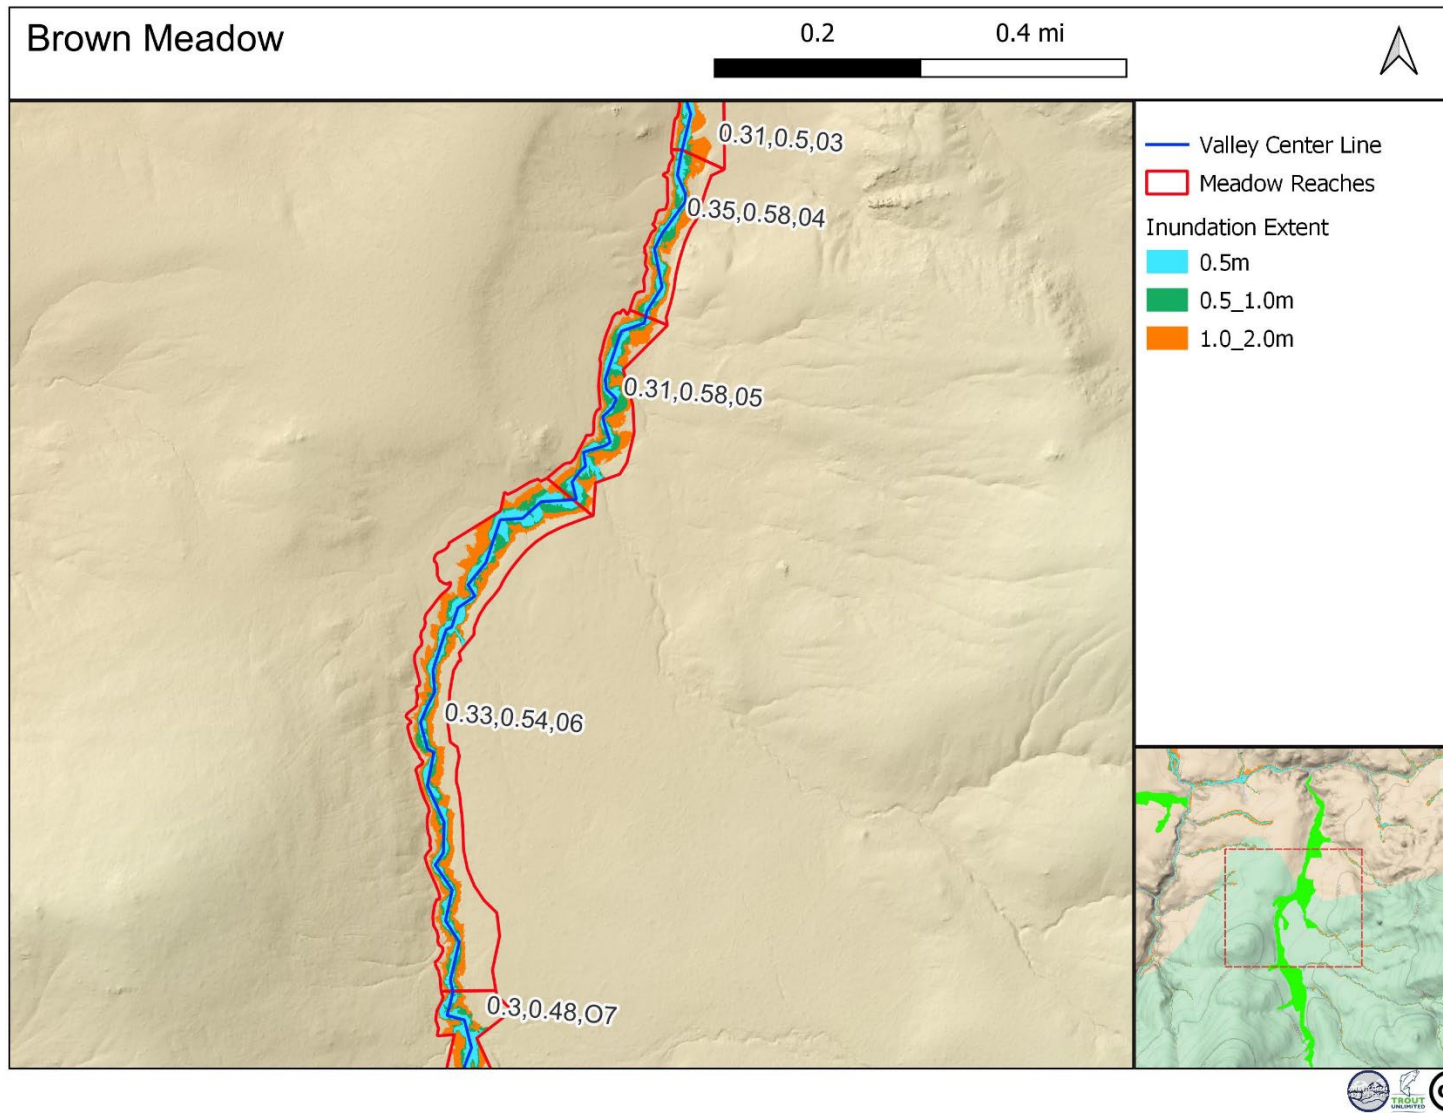 Brown Meadow
0.2 0.4 mi
0.31,0.5,03
0.35,0.58,04
0.31,0.58,05
0.33,0.54,06
0.3,0.48,O7
Valley Center Line
Meadow Reaches
Inundation Extent
0.5m
0.5_1.0m
1.0_2.0m
TROUT
UNLIMITED